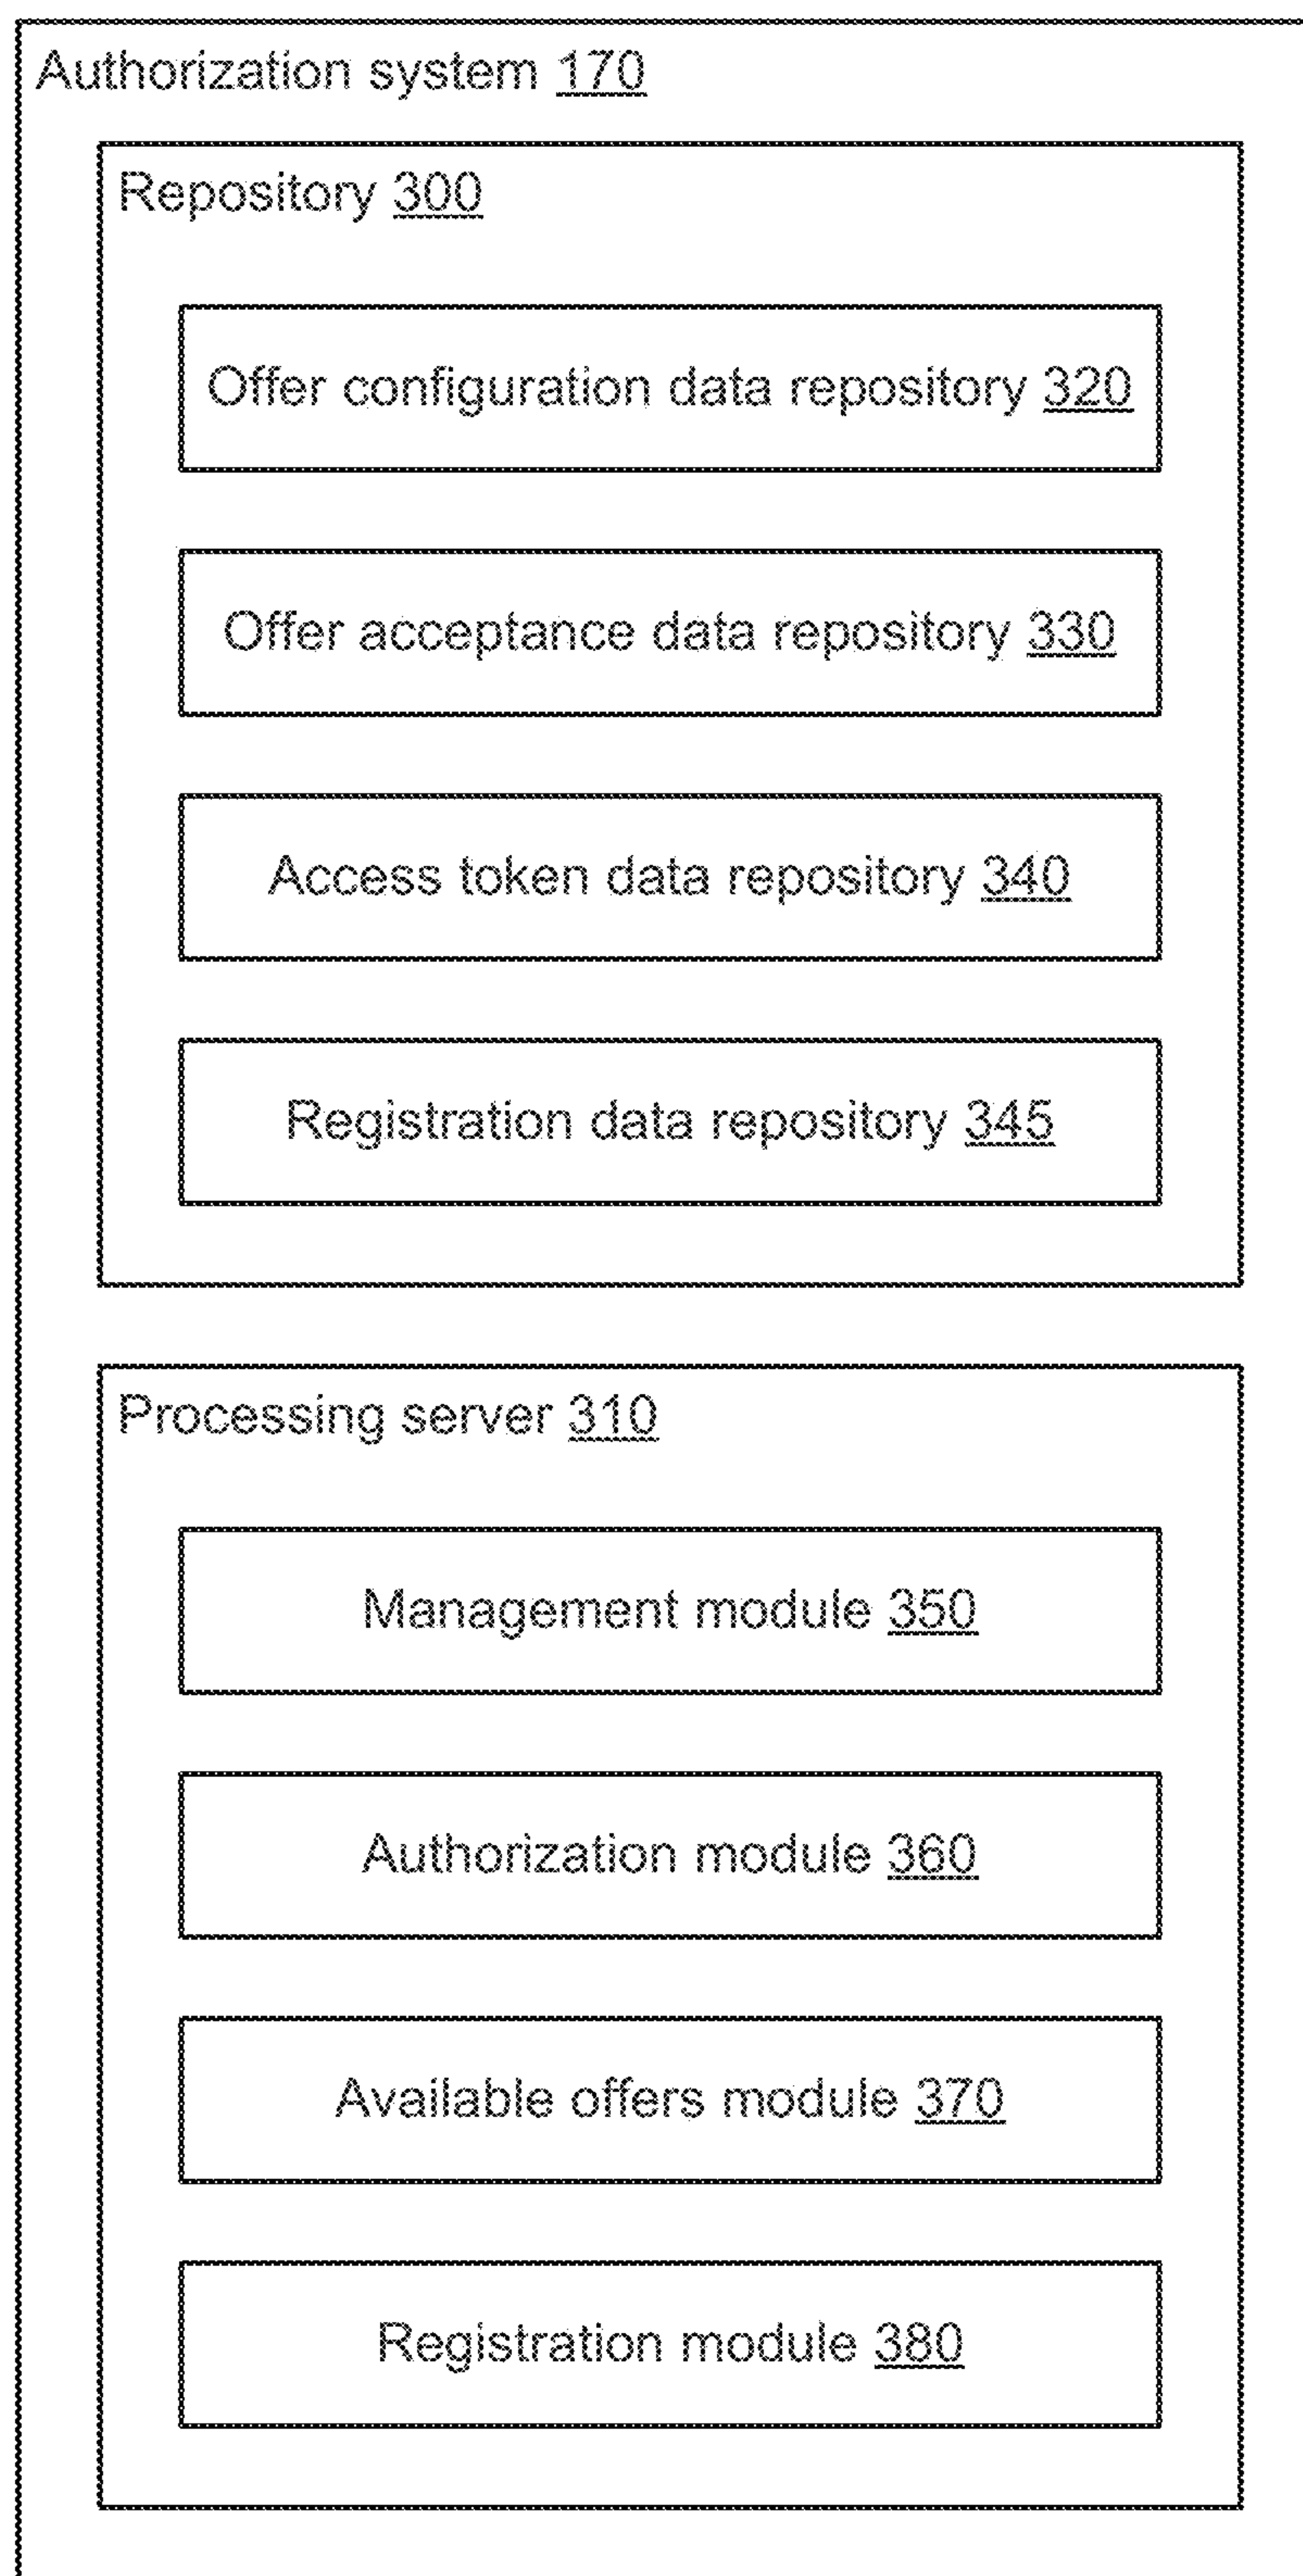 Authorization system 170
Repository 300
Offer configuration data repository 320
Offer acceptance data repository 330
Access token data repository 340
Registration data repository 345
Processing server 310
Management module 350
Authorization module 360
Available offers module 370
Registration module 380